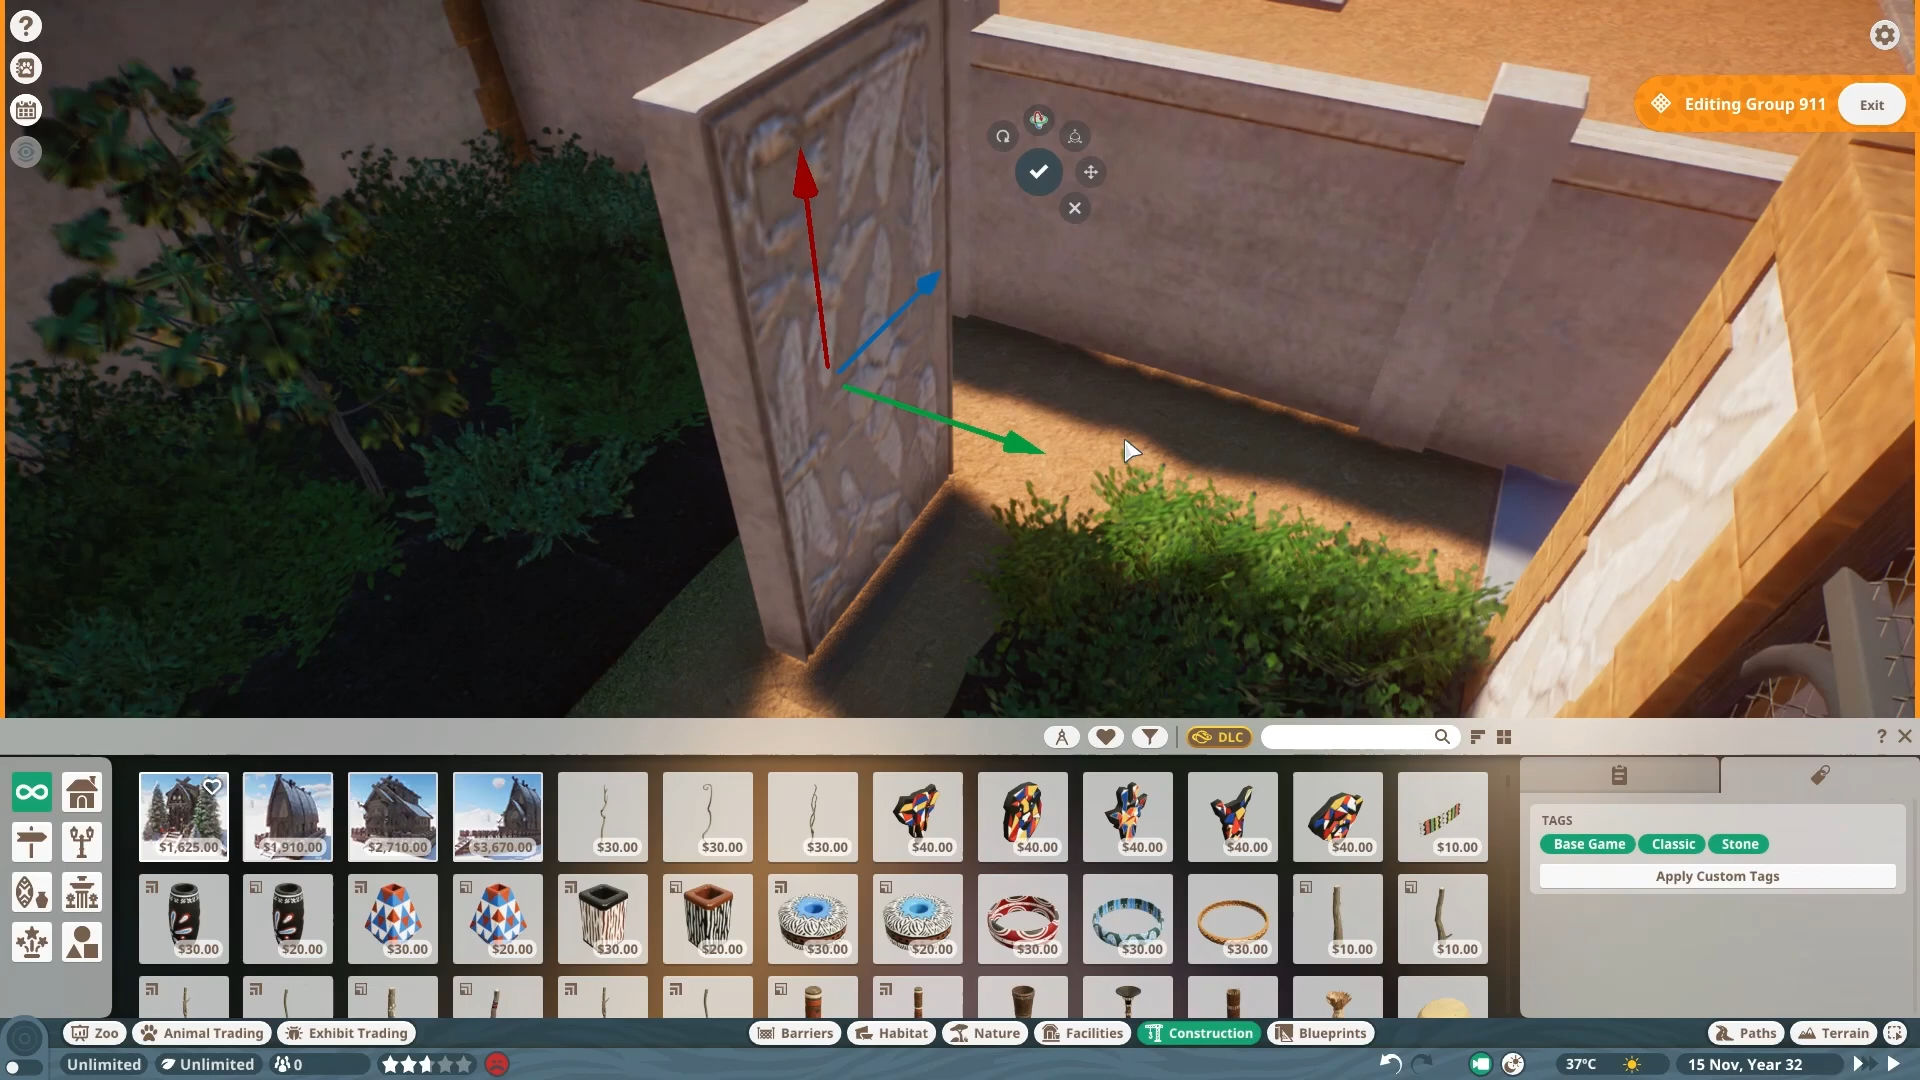 ?
Editing Group 911 Exit
DLC
?
$1,625.00 $1,910.00 $2,710.00 $3,670.00 $30.00 $30.00 $30.00 $40.00 $40.00 $40.00 $40.00 $40.00 $10.00
TAGS
Base Game Classic Stone
Apply Custom Tags
$30.00 $20.00 $30.00 $20.00 $30.00 $20.00 $30.00 $20.00 $30.00 $30.00 $30.00 $10.00 $10.00
Zoo Animal Trading Exhibit Trading Barriers Habitat Nature Facilities Construction Blueprints Paths Terrain
Unlimited Unlimited 0 37°C 15 Nov, Year 32